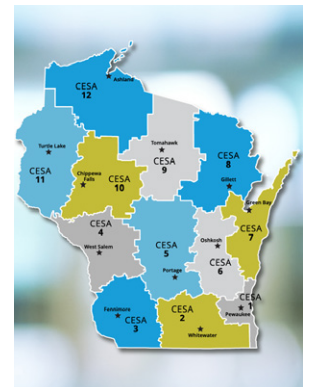 CESA
12
Ashland
Turtle Lake
CESA
11
Chippewa
Falls
CESA
10
Tomahawk
CESA
9
CESA
8
Gillett
Green Bay
CESA
7
CESA
4
West Salem
CESA
5
Portage
Oshkosh
CESA
6
CESA
1
Pewaukee
Fennimore
CESA
3
CESA
2
Whitewater